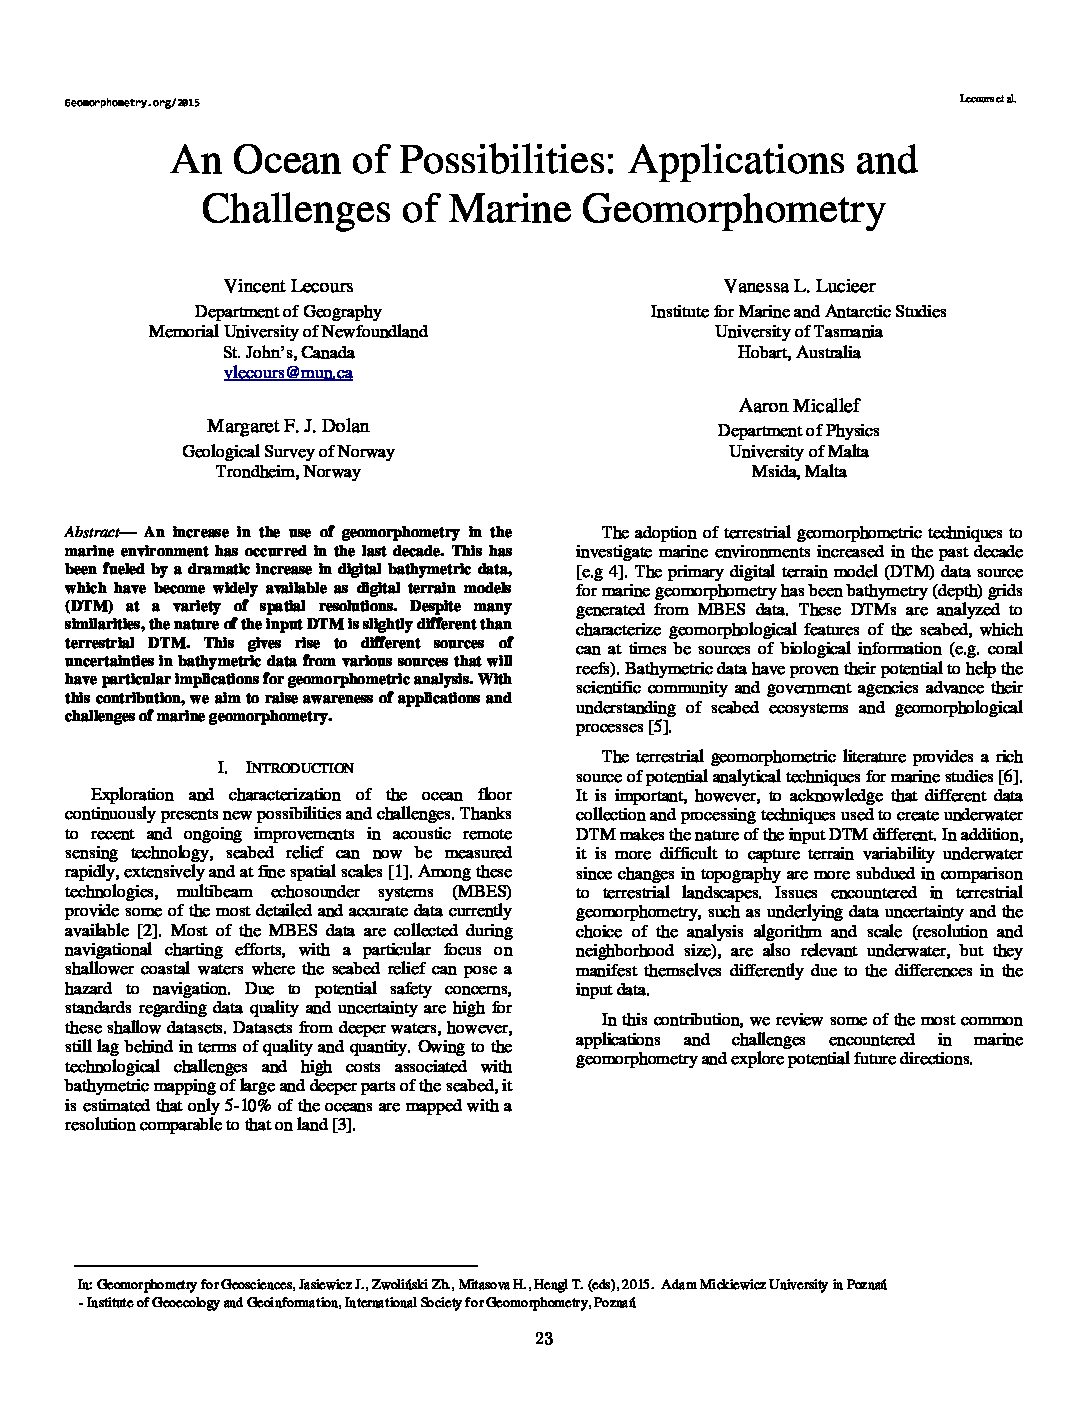 Geomorphometry.org/2015
Lecours et al.
An Ocean of Possibilities: Applications and
Challenges of Marine Geomorphometry
Vincent Lecours
Department of Geography
Memorial University of Newfoundland
St. John's, Canada
vlecours@mun.ca
Margaret F. J. Dolan
Geological Survey of Norway
Trondheim, Norway
Vanessa L. Lucieer
Institute for Marine and Antarctic Studies
University of Tasmania
Hobart, Australia
Aaron Micallef
Department of Physics
University of Malta
Msida, Malta
Abstract— An increase in the use of geomorphometry in the
marine environment has occurred in the last decade. This has
been fueled by a dramatic increase in digital bathymetric data,
which have become widely available as digital terrain models
(DTM) at a variety of spatial resolutions. Despite many
similarities, the nature of the input DTM is slightly different than
terrestrial DTM. This gives rise to different sources of
uncertainties in bathymetric data from various sources that will
have particular implications for geomorphometric analysis. With
this contribution, we aim to raise awareness of applications and
challenges of marine geomorphometry.
I. INTRODUCTION
Exploration and characterization of the ocean floor
continuously presents new possibilities and challenges. Thanks
to recent and ongoing improvements in acoustic remote
sensing technology, seabed relief can now be measured
rapidly, extensively and at fine spatial scales [1]. Among these
technologies, multibeam echosounder systems (MBES)
provide some of the most detailed and accurate data currently
available [2]. Most of the MBES data are collected during
navigational charting efforts, with a particular focus on
shallower coastal waters where the seabed relief can pose a
hazard to navigation. Due to potential safety concerns,
standards regarding data quality and uncertainty are high for
these shallow datasets. Datasets from deeper waters, however,
still lag behind in terms of quality and quantity. Owing to the
technological challenges and high costs associated with
bathymetric mapping of large and deeper parts of the seabed, it
is estimated that only 5-10% of the oceans are mapped with a
resolution comparable to that on land [3].
The adoption of terrestrial geomorphometric techniques to
investigate marine environments increased in the past decade
[e.g 4]. The primary digital terrain model (DTM) data source
for marine geomorphometry has been bathymetry (depth) grids
generated from MBES data. These DTMs are analyzed to
characterize geomorphological features of the seabed, which
can at times be sources of biological information (e.g. coral
reefs). Bathymetric data have proven their potential to help the
scientific community and government agencies advance their
understanding of seabed ecosystems and geomorphological
processes [5].
The terrestrial geomorphometric literature provides a rich
source of potential analytical techniques for marine studies [6].
It is important, however, to acknowledge that different data
collection and processing techniques used to create underwater
DTM makes the nature of the input DTM different. In addition,
it is more difficult to capture terrain variability underwater
since changes in topography are more subdued in comparison
to terrestrial landscapes. Issues encountered in terrestrial
geomorphometry, such as underlying data uncertainty and the
choice of the analysis algorithm and scale (resolution and
neighborhood size), are also relevant underwater, but they
manifest themselves differently due to the differences in the
input data.
In this contribution, we review some of the most common
applications and challenges encountered in marine
geomorphometry and explore potential future directions.
In: Geomorphometry for Geosciences, Jasiewicz J., Zwoliński Zb., Mitasova H., Hengl T. (eds), 2015. Adam Mickiewicz University in Poznań
- Institute of Geoecology and Geoinformation, International Society for Geomorphometry, Poznań
23